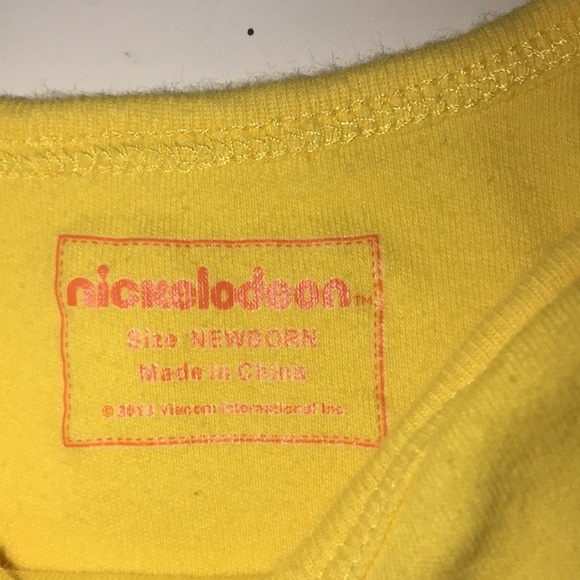 nickelodeon™
Size NEWBORN
Made in China
© 2013 Viacom International Inc.